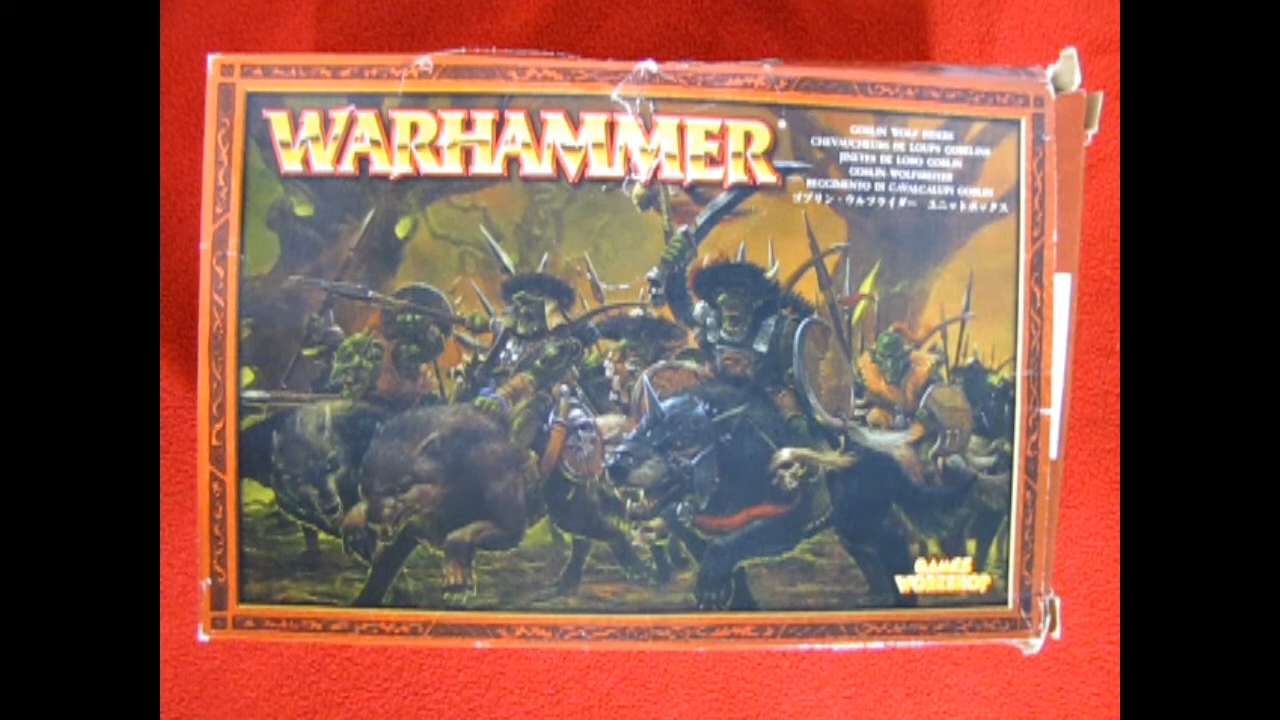 WARHAMMER
GOBLIN WOLF RIDERS
CHEVAUCHEURS DE LOUPS GOBELINS
JINETES DE LOBO GOBLIN
GOBLIN-WOLFSREITER
REGGIMENTO DI CAVALCALUPI GOBLIN
ゴブリン・ウルフライダー ユニットボックス
GAMES
WORKSHOP